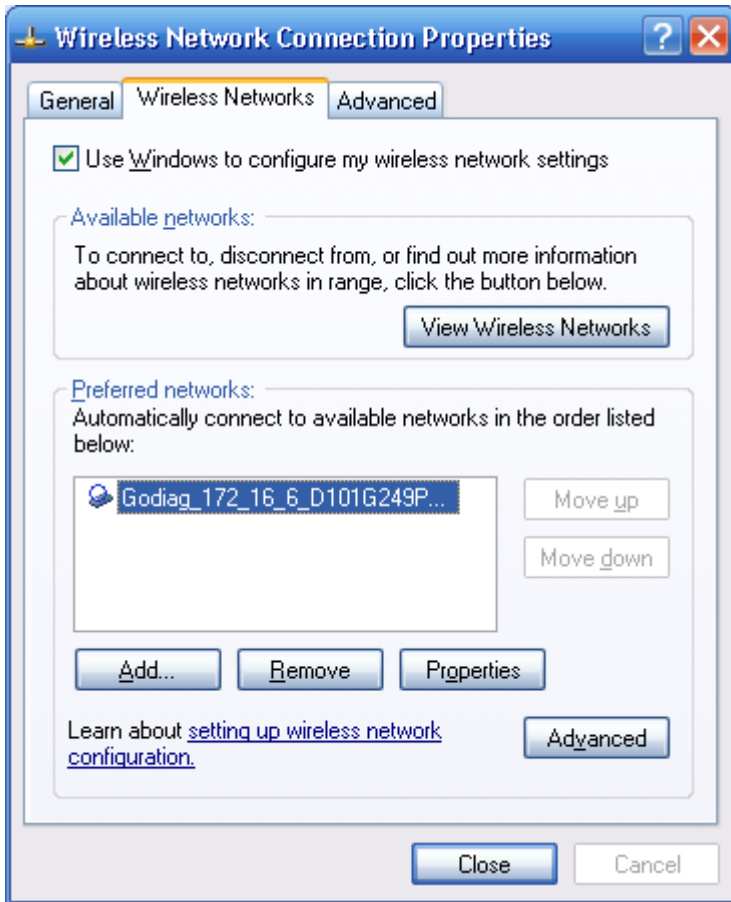 Wireless Network Connection Properties
General Wireless Networks Advanced
Use Windows to configure my wireless network settings
Available networks:
To connect to, disconnect from, or find out more information
about wireless networks in range, click the button below.
View Wireless Networks
Preferred networks:
Automatically connect to available networks in the order listed
below:
Godiag_172_16_6_D101G249P...
Move up
Move down
Add... Remove Properties
Learn about setting up wireless network
configuration.
Advanced
Close Cancel